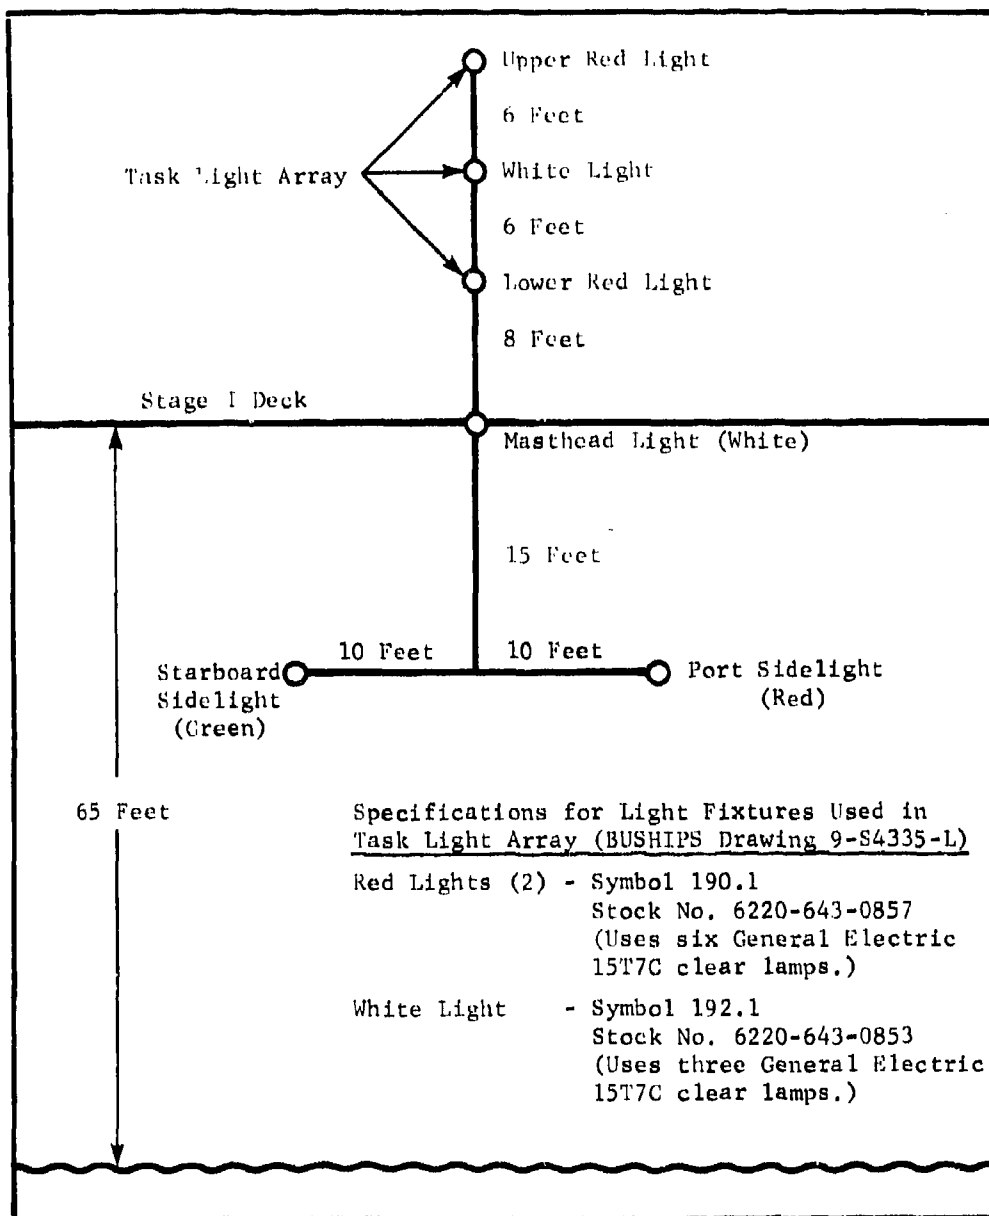 Upper Red Light
6 Feet
Task Light Array
White Light
6 Feet
Lower Red Light
8 Feet
Stage I Deck
Masthead Light (White)
15 Feet
10 Feet
10 Feet
Starboard
Sidelight
(Green)
Port Sidelight
(Red)
65 Feet
Specifications for Light Fixtures Used in
Task Light Array (BUSHIPS Drawing 9-S4335-L)
Red Lights (2) - Symbol 190.1
Stock No. 6220-643-0857
(Uses six General Electric
15T7C clear lamps.)
White Light - Symbol 192.1
Stock No. 6220-643-0853
(Uses three General Electric
15T7C clear lamps.)